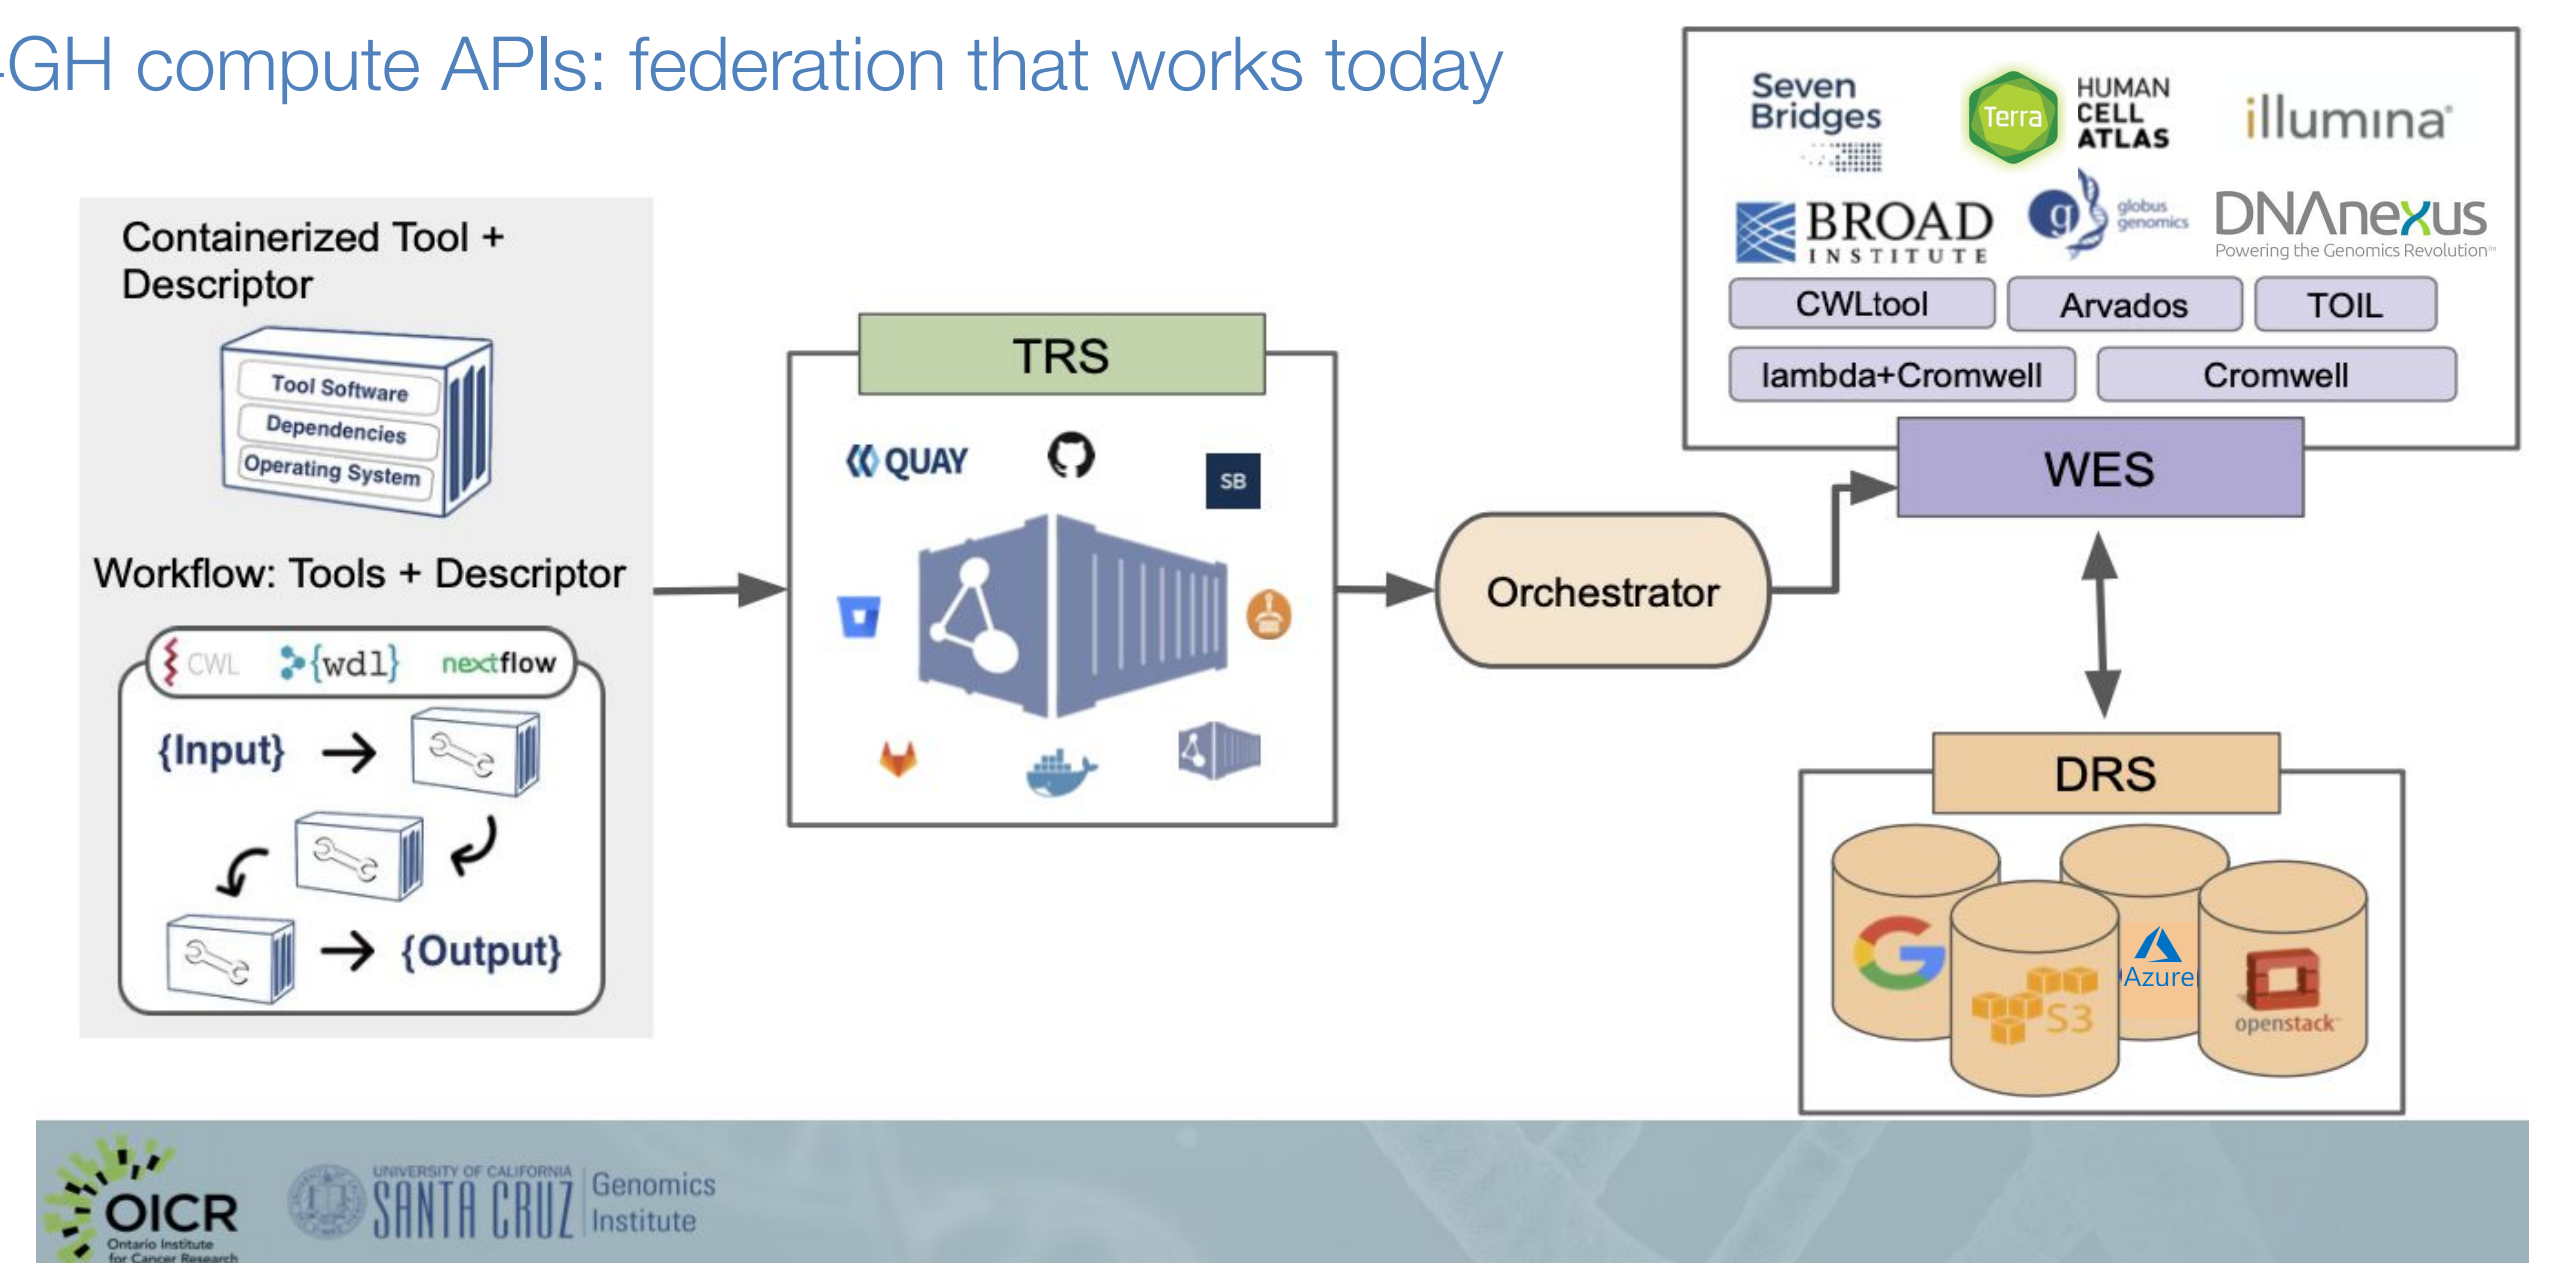 GH compute APIs: federation that works today
Containerized Tool +
Descriptor
Tool Software
Dependencies
Operating System
Workflow: Tools + Descriptor
CWL
{wdl}
nextflow
{Input}
{Output}
TRS
QUAY
SB
Orchestrator
Seven
Bridges
Terra
HUMAN
CELL
ATLAS
illumina
BROAD
INSTITUTE
g
globus
genomics
DNAnexus
Powering the Genomics Revolution℠
CWLtool
Arvados
TOIL
lambda+Cromwell
Cromwell
WES
DRS
G
S3
Azure
openstack
OICR
Ontario Institute
for Cancer Research
UNIVERSITY OF CALIFORNIA
SANTA CRUZ
Genomics
Institute